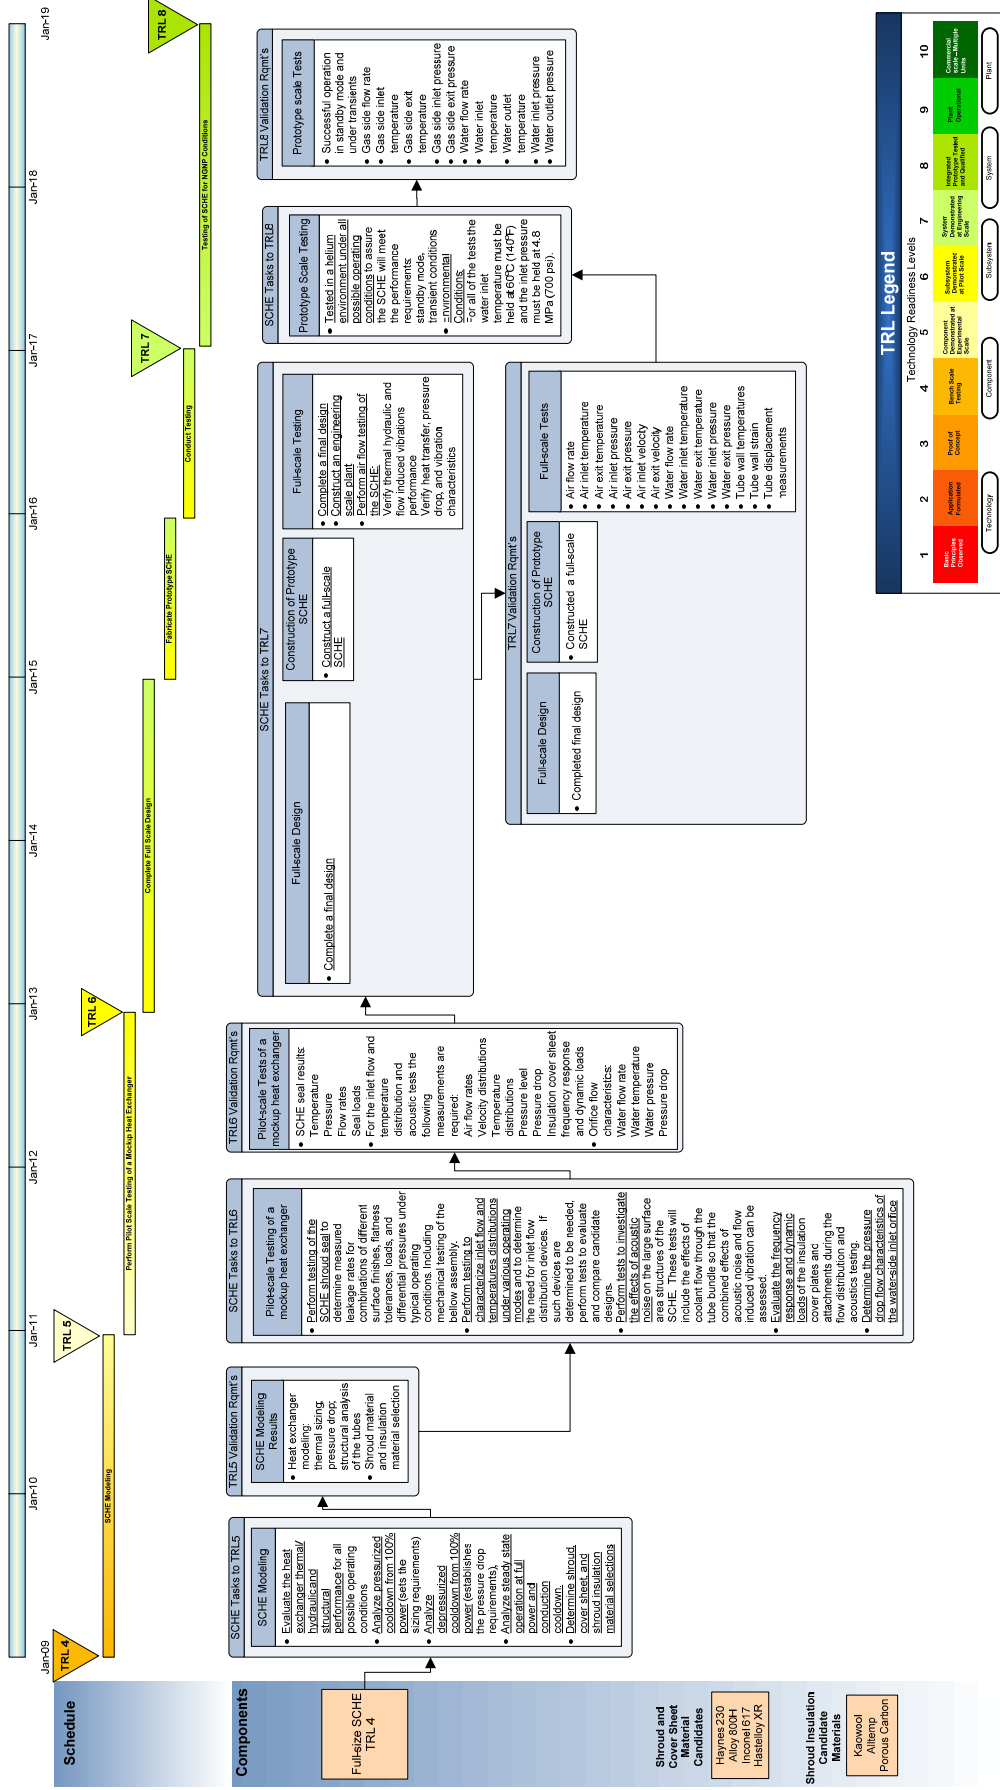 Schedule
Jan-09
Jan-10
Jan-11
Jan-12
Jan-13
Jan-14
Jan-15
Jan-16
Jan-17
Jan-18
Jan-19
TRL 4
TRL 5
TRL 6
TRL 7
TRL 8
SCHE Modeling
Perform Pilot Scale Testing of a Mockup Heat Exchanger
Complete Full Scale Design
Fabricate Prototype SCHE
Conduct Testing
Testing of SCHE for NGNP Conditions
Components
Full-size SCHE
TRL 4
Shroud and
Cover Sheet
Material
Candidates
Haynes 230
Alloy 800H
Inconel 617
Hastelloy XR
Shroud Insulation
Candidate
Materials
Kaowool
Alltemp
Porous Carbon
SCHE Tasks to TRL5
SCHE Modeling
• Evaluate the heat
exchanger thermal/
hydraulic and
structural
performance for all
possible operating
conditions
• Analyze pressurized
cooldown from 100%
power (sets the
sizing requirements)
• Analyze
depressurized
cooldown from 100%
power (establishes
the pressure drop
requirements),
• Analyze steady state
operation at full
power and
conduction
cooldown.
• Determine shroud,
cover sheet, and
shroud insulation
material selections
TRL5 Validation Rqmt's
SCHE Modeling
Results
• Heat exchanger
modeling:
thermal sizing;
pressure drop;
structural analysis
of the tubes
• Shroud material
and insulation
material selection
SCHE Tasks to TRL6
Pilot-scale Testing of a
mockup heat exchanger
• Perform testing of the
SCHE shroud seal to
determine measured
leakage rates for
combinations of different
surface finishes, flatness
tolerances, loads, and
differential pressures under
typical operating
conditions. Including
mechanical testing of the
bellow assembly.
• Perform testing to
characterize inlet flow and
temperatures distributions
under various operating
modes and to determine
the need for inlet flow
distribution devices. If
such devices are
determined to be needed,
perform tests to evaluate
and compare candidate
designs.
• Perform tests to investigate
the effects of acoustic
noise on the large surface
area structures of the
SCHE. These tests will
include the effects of
coolant flow through the
tube bundle so that the
combined effects of
acoustic noise and flow
induced vibration can be
assessed.
• Evaluate the frequency
response and dynamic
loads of the insulation
cover plates and
attachments during the
flow distribution and
acoustics testing.
• Determine the pressure
drop flow characteristics of
the water-side inlet orifice
TRL6 Validation Rqmt's
Pilot-scale Tests of a
mockup heat exchanger
• SCHE seal results:
Temperature
Pressure
Flow rates
Seal loads
• For the inlet flow and
temperature
distribution and
acoustic tests the
following
measurements are
required:
Air flow rates
Velocity distributions
Temperature
distributions
Pressure level
Pressure drop
Insulation cover sheet
frequency response
and dynamic loads
• Orifice flow
characteristics:
Water flow rate
Water temperature
Water pressure
Pressure drop
SCHE Tasks to TRL7
Full-scale Design
• Complete a final design
Construction of Prototype
SCHE
• Construct a full-scale
SCHE
Full-scale Testing
• Complete a final design
• Construct an engineering
scale plant
• Perform air flow testing of
the SCHE:
Verify thermal hydraulic and
flow induced vibrations
performance
Verify heat transfer, pressure
drop, and vibration
characteristics
TRL7 Validation Rqmt's
Full-scale Design
• Completed final design
Construction of Prototype
SCHE
• Constructed a full-scale
SCHE
Full-scale Tests
• Air flow rate
• Air inlet temperature
• Air exit temperature
• Air inlet pressure
• Air exit pressure
• Air inlet velocity
• Air exit velocity
• Water flow rate
• Water inlet temperature
• Water exit temperature
• Water inlet pressure
• Water exit pressure
• Tube wall temperatures
• Tube wall strain
• Tube displacement
measurements
SCHE Tasks to TRL8
Prototype Scale Testing
• Tested in a helium
environment under all
possible operating
conditions to assure
the SCHE will meet
the performance
requirements:
standby mode,
transient conditions
• Environmental
Conditions:
For all of the tests the
water inlet
temperature must be
held at 60°C (140°F)
and the inlet pressure
must be held at 4.8
MPa (700 psi).
TRL8 Validation Rqmt's
Prototype scale Tests
• Successful operation
in standby mode and
under transients
• Gas side flow rate
• Gas side inlet
temperature
• Gas side exit
temperature
• Gas side inlet pressure
• Gas side exit pressure
• Water flow rate
• Water inlet
temperature
• Water outlet
temperature
• Water inlet pressure
• Water outlet pressure
TRL Legend
Technology Readiness Levels
1 2 3 4 5 6 7 8 9 10
Basic
Principles
Observed
Application
Formulated
Proof of
Concept
Bench Scale
Testing
Component
Demonstrated at
Experimental
Scale
Subsystem
Demonstrated
at Pilot Scale
System
Demonstrated
at Engineering
Scale
Integrated
Prototype Tested
and Qualified
Plant
Operational
Commercial
scale – Multiple
Units
Technology
Component
Subsystem
System
Plant